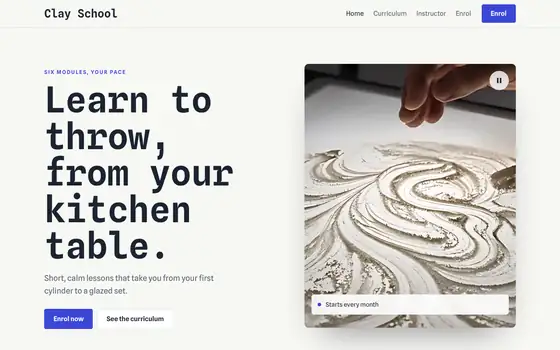 Clay School
Home Curriculum Instructor Enrol Enrol
SIX MODULES, YOUR PACE
Learn to
throw,
from your
kitchen
table.
Short, calm lessons that take you from your first
cylinder to a glazed set.
Enrol now See the curriculum
Starts every month